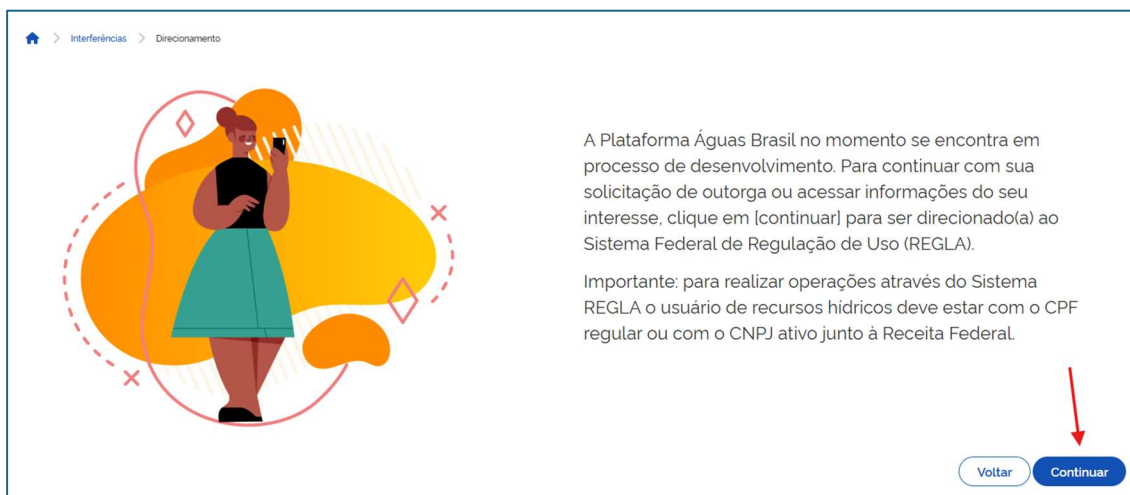 Interferências > Direcionamento
A Plataforma Águas Brasil no momento se encontra em
processo de desenvolvimento. Para continuar com sua
solicitação de outorga ou acessar informações do seu
interesse, clique em [continuar] para ser direcionado(a) ao
Sistema Federal de Regulação de Uso (REGLA).
Importante: para realizar operações através do Sistema
REGLA o usuário de recursos hídricos deve estar com o CPF
regular ou com o CNPJ ativo junto à Receita Federal.
Voltar Continuar